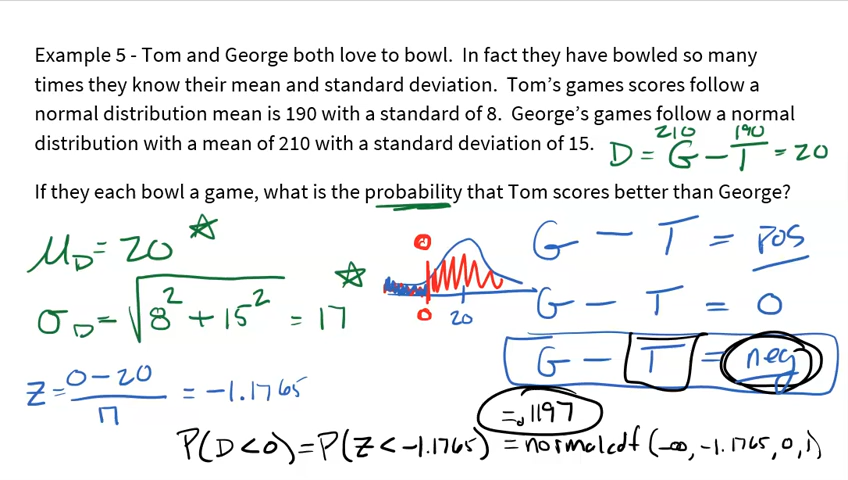 Example 5 - Tom and George both love to bowl. In fact they have bowled so many
times they know their mean and standard deviation. Tom's games scores follow a
normal distribution mean is 190 with a standard of 8. George's games follow a normal
distribution with a mean of 210 with a standard deviation of 15.
210 190
D = G - T = 20
If they each bowl a game, what is the probability that Tom scores better than George?
μD = 20
σD = √8² + 15² = 17
Z = 0 - 20 / 17 = -1.1765
0
0
20
G - T = pos
G - T = 0
G - T = neg
= .1197
P(D < 0) = P(Z < -1.1765) = normalcdf(-∞, -1.1765, 0, 1)